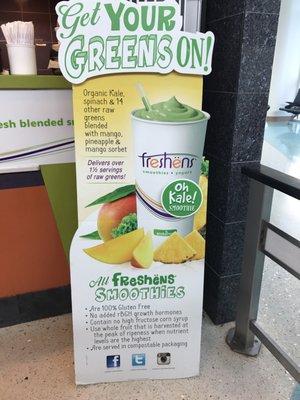 Get YOUR
GREENS ON!
Organic Kale,
spinach & 14
other raw
greens
blended
with mango,
pineapple &
mango sorbet
Delivers over
1½ servings
of raw greens!
freshëns
smoothies • yogurt
Oh
Kale!
SMOOTHIE
fresh blended
All FRESHËNS
SMOOTHIES
• Are 100% Gluten Free
• No added rBGH growth hormones
• Contain no high fructose corn syrup
• Use whole fruit that is harvested at
the peak of ripeness when nutrient
levels are the highest
• Are served in compostable packaging